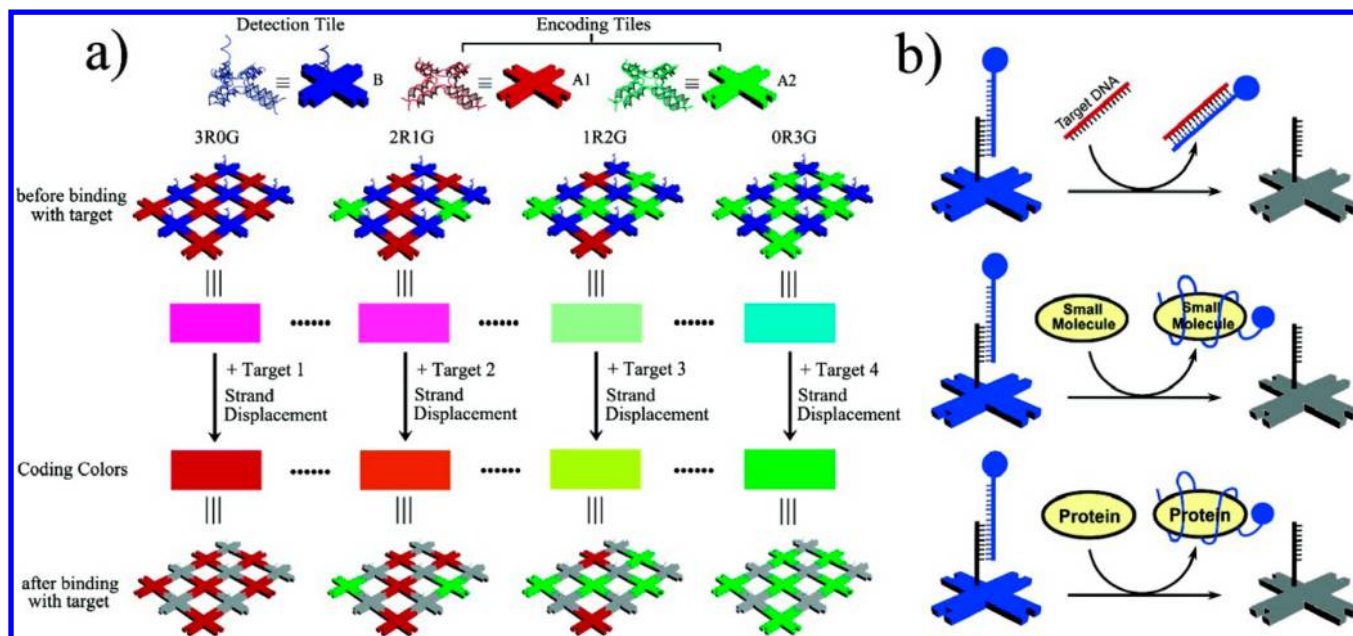 a)
Detection Tile
Encoding Tiles
≡ B
≡ A1
≡ A2
3R0G 2R1G 1R2G 0R3G
before binding
with target
||| ||| ||| |||
...... ...... ......
+ Target 1
Strand
Displacement
+ Target 2
Strand
Displacement
+ Target 3
Strand
Displacement
+ Target 4
Strand
Displacement
Coding Colors
...... ...... ......
||| ||| ||| |||
after binding
with target
b)
Target DNA
Small
Molecule
Small
Molecule
Protein
Protein